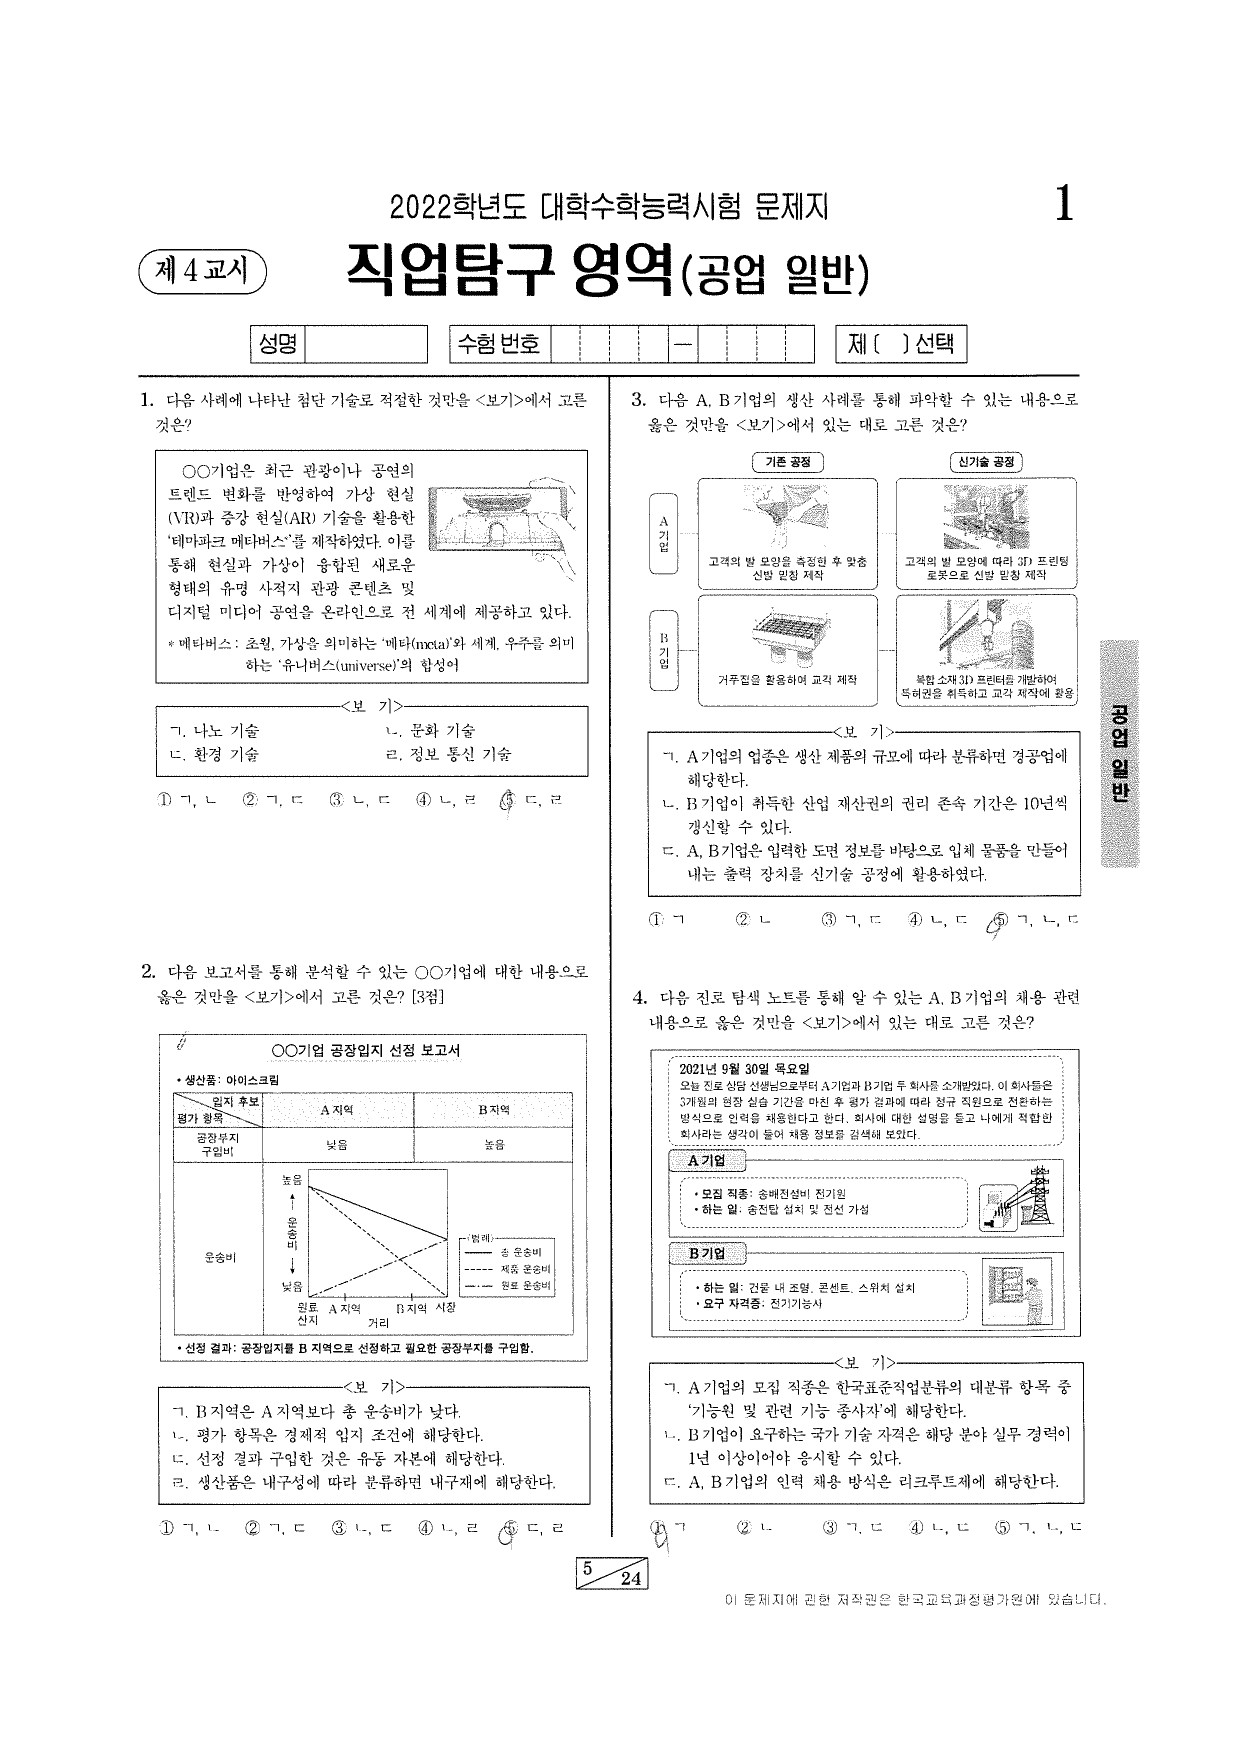 2022학년도 대학수학능력시험 문제지
1
제 4 교시
직업탐구 영역(공업 일반)
성명
수험 번호
—
제 ( ) 선택
1. 다음 사례에 나타난 첨단 기술로 적절한 것만을 <보기>에서 고른
것은?
○○기업은 최근 관광이나 공연의
트렌드 변화를 반영하여 가상 현실
(VR)과 증강 현실(AR) 기술을 활용한
'테마파크 메타버스*'를 제작하였다. 이를
통해 현실과 가상이 융합된 새로운
형태의 유명 사적지 관광 콘텐츠 및
디지털 미디어 공연을 온라인으로 전 세계에 제공하고 있다.
* 메타버스 : 초월, 가상을 의미하는 '메타(meta)'와 세계, 우주를 의미
하는 '유니버스(universe)'의 합성어
<보 기>
ㄱ. 나노 기술 ㄴ. 문화 기술
ㄷ. 환경 기술 ㄹ. 정보 통신 기술
① ㄱ, ㄴ ② ㄱ, ㄷ ③ ㄴ, ㄷ ④ ㄴ, ㄹ ⑤ ㄷ, ㄹ
2. 다음 보고서를 통해 분석할 수 있는 ○○기업에 대한 내용으로
옳은 것만을 <보기>에서 고른 것은? [3점]
○○기업 공장입지 선정 보고서
• 생산품: 아이스크림
입지 후보
평가 항목
A 지역
B 지역
공장부지
구입비
낮음
높음
운송비
높음
운송비
낮음
원료
산지
A 지역
B 지역
시장
거리
<범례>
총 운송비
제품 운송비
원료 운송비
• 선정 결과: 공장입지를 B 지역으로 선정하고 필요한 공장부지를 구입함.
<보 기>
ㄱ. B 지역은 A 지역보다 총 운송비가 낮다.
ㄴ. 평가 항목은 경제적 입지 조건에 해당한다.
ㄷ. 선정 결과 구입한 것은 유동 자본에 해당한다.
ㄹ. 생산품은 내구성에 따라 분류하면 내구재에 해당한다.
① ㄱ, ㄴ ② ㄱ, ㄷ ③ ㄴ, ㄷ ④ ㄴ, ㄹ ⑤ ㄷ, ㄹ
3. 다음 A, B 기업의 생산 사례를 통해 파악할 수 있는 내용으로
옳은 것만을 <보기>에서 있는 대로 고른 것은?
기존 공정
신기술 공정
A 기업
고객의 발 모양을 측정한 후 맞춤
신발 밑창 제작
고객의 발 모양에 따라 3D 프린팅
로봇으로 신발 밑창 제작
B 기업
거푸집을 활용하여 교각 제작
복합 소재 3D 프린터를 개발하여
특허권을 취득하고 교각 제작에 활용
<보 기>
ㄱ. A 기업의 업종은 생산 제품의 규모에 따라 분류하면 경공업에
해당한다.
ㄴ. B 기업이 취득한 산업 재산권의 권리 존속 기간은 10년씩
갱신할 수 있다.
ㄷ. A, B 기업은 입력한 도면 정보를 바탕으로 입체 물품을 만들어
내는 출력 장치를 신기술 공정에 활용하였다.
① ㄱ ② ㄴ ③ ㄱ, ㄷ ④ ㄴ, ㄷ ⑤ ㄱ, ㄴ, ㄷ
4. 다음 진로 탐색 노트를 통해 알 수 있는 A, B 기업의 채용 관련
내용으로 옳은 것만을 <보기>에서 있는 대로 고른 것은?
2021년 9월 30일 목요일
오늘 진로 상담 선생님으로부터 A 기업과 B 기업 두 회사를 소개받았다. 이 회사들은
3개월의 현장 실습 기간을 마친 후 평가 결과에 따라 정규 직원으로 전환하는
방식으로 인력을 채용한다고 한다. 회사에 대한 설명을 듣고 나에게 적합한
회사라는 생각이 들어 채용 정보를 검색해 보았다.
A 기업
• 모집 직종: 송배전설비 전기원
• 하는 일: 송전탑 설치 및 전선 가설
B 기업
• 하는 일: 건물 내 조명, 콘센트, 스위치 설치
• 요구 자격증: 전기기능사
<보 기>
ㄱ. A 기업의 모집 직종은 한국표준직업분류의 대분류 항목 중
'기능원 및 관련 기능 종사자'에 해당한다.
ㄴ. B 기업이 요구하는 국가 기술 자격은 해당 분야 실무 경력이
1년 이상이어야 응시할 수 있다.
ㄷ. A, B 기업의 인력 채용 방식은 리크루트제에 해당한다.
① ㄱ ② ㄴ ③ ㄱ, ㄷ ④ ㄴ, ㄷ ⑤ ㄱ, ㄴ, ㄷ
공업 일반
5
24
이 문제지에 관한 저작권은 한국교육과정평가원에 있습니다.